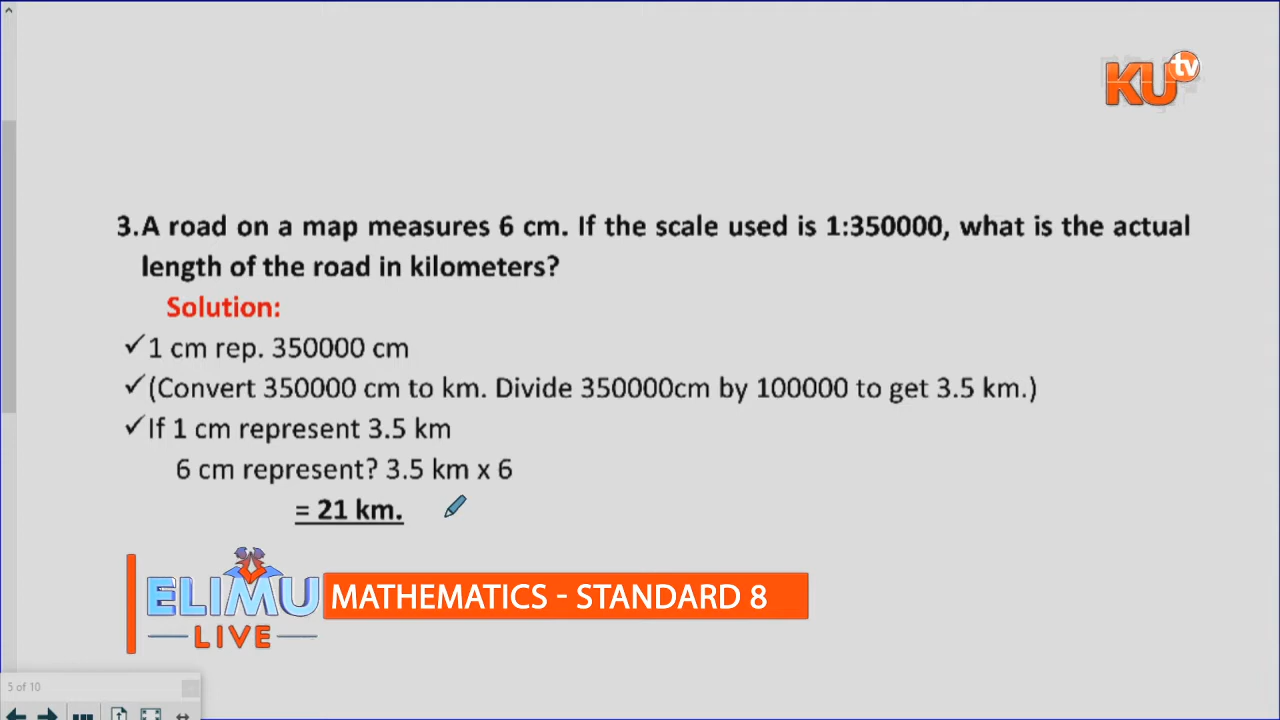 KU tv
3.A road on a map measures 6 cm. If the scale used is 1:350000, what is the actual
length of the road in kilometers?
Solution:
✓1 cm rep. 350000 cm
✓(Convert 350000 cm to km. Divide 350000cm by 100000 to get 3.5 km.)
✓If 1 cm represent 3.5 km
6 cm represent? 3.5 km x 6
= 21 km.
ELIMU
LIVE
MATHEMATICS - STANDARD 8
5 of 10